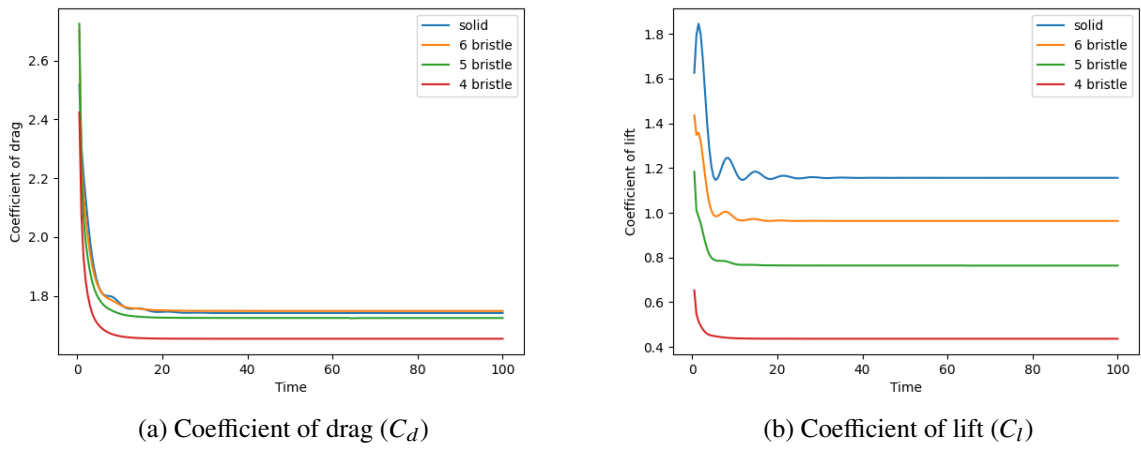 solid
6 bristle
5 bristle
4 bristle
2.6
2.4
2.2
2.0
1.8
Coefficient of drag
0
20
40
60
80
100
Time
(a) Coefficient of drag (C_d)
solid
6 bristle
5 bristle
4 bristle
1.8
1.6
1.4
1.2
1.0
0.8
0.6
0.4
Coefficient of lift
0
20
40
60
80
100
Time
(b) Coefficient of lift (C_l)